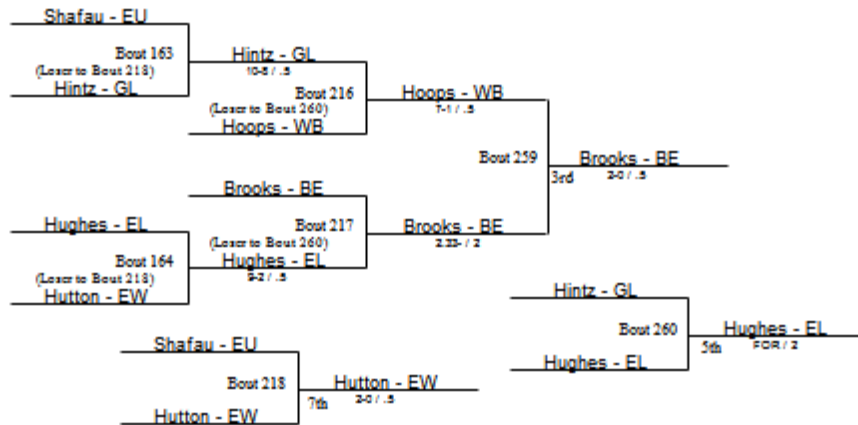 Shafau - EU
Bout 163
(Loser to Bout 218)
Hintz - GL
Hintz - GL
10-8 / .5
Bout 216
(Loser to Bout 260)
Hoops - WB
Hoops - WB
7-1 / .5
Bout 259
Brooks - BE
3rd
2-0 / .5
Brooks - BE
Bout 217
(Loser to Bout 260)
Hughes - EL
9-2 / .5
Brooks - BE
2.33- / 2
Hughes - EL
Bout 164
(Loser to Bout 218)
Hutton - EW
Hintz - GL
Bout 260
Hughes - EL
Hughes - EL
5th
FOR / 2
Shafau - EU
Bout 218
Hutton - EW
Hutton - EW
7th
2-0 / .5